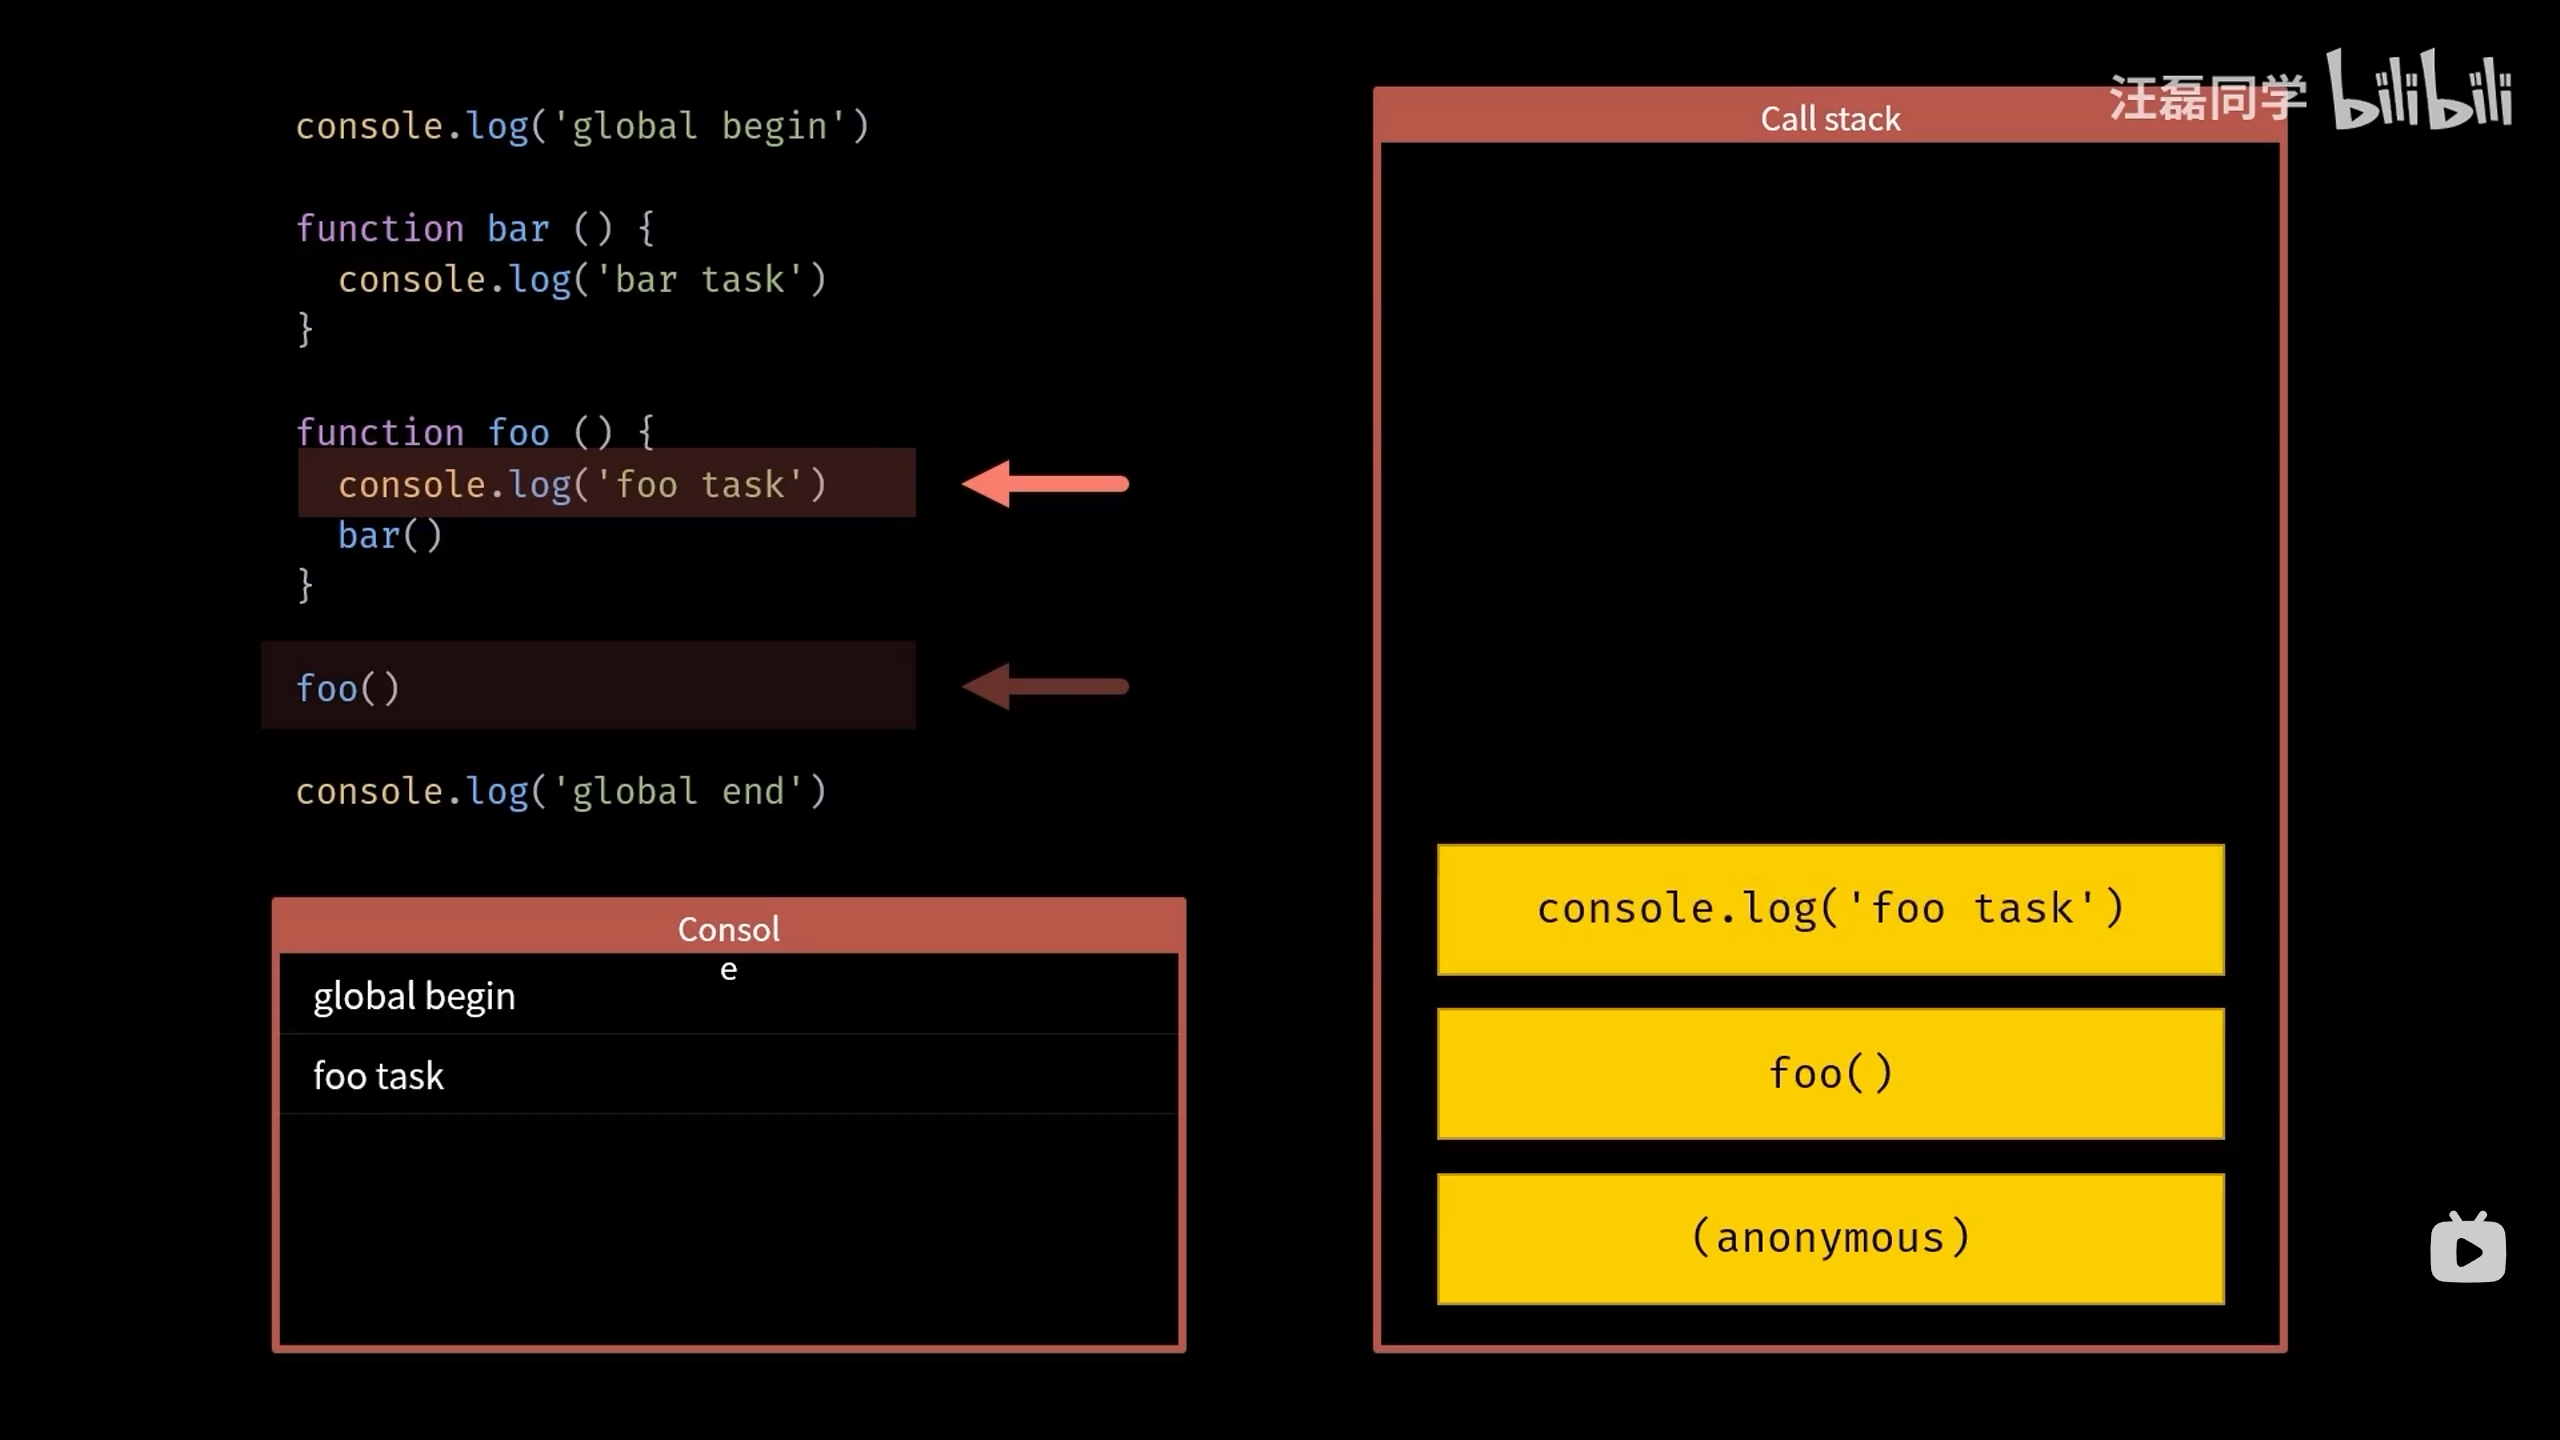 汪磊同学 bilibili
console.log('global begin')
function bar () {
  console.log('bar task')
}
function foo () {
  console.log('foo task')
  bar()
}
foo()
console.log('global end')
Consol
e
global begin
foo task
Call stack
console.log('foo task')
foo()
(anonymous)